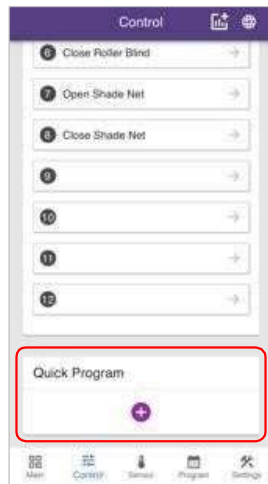 Control
6 Close Roller Blind
7 Open Shade Net
8 Close Shade Net
9
10
11
12
Quick Program
Main Control Sensor Program Settings